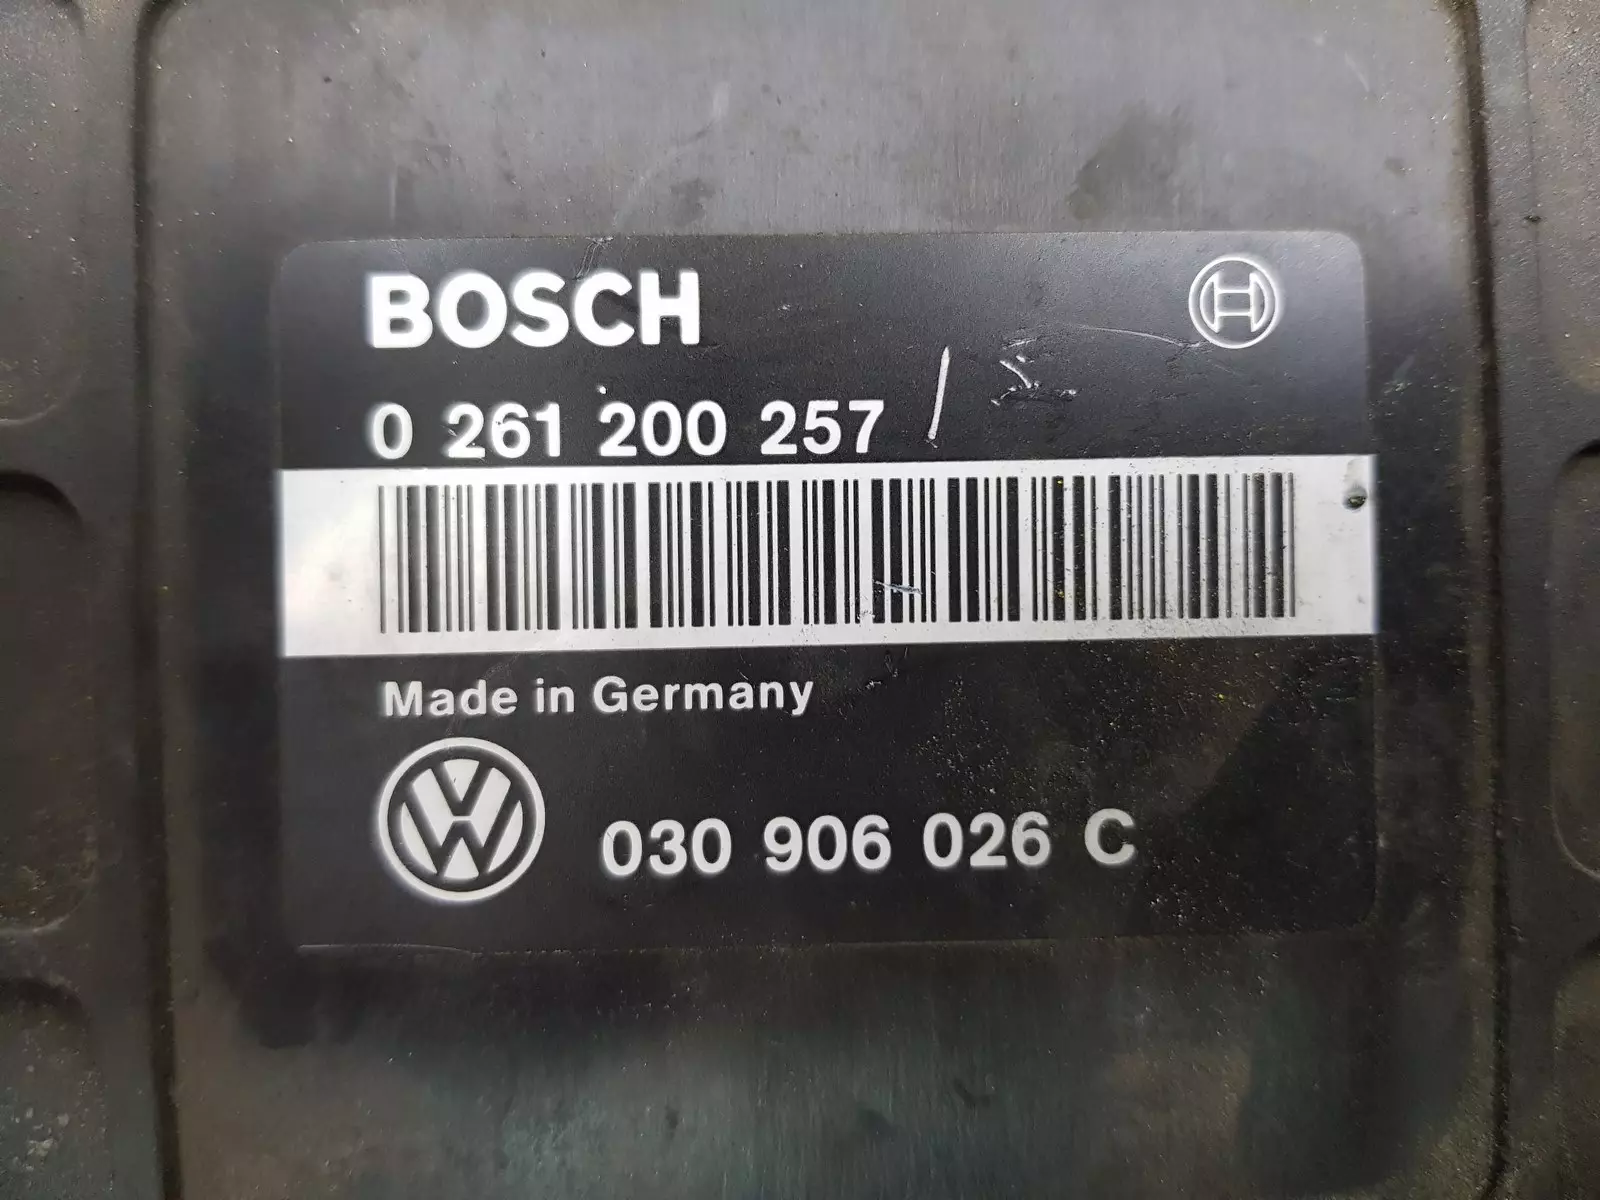 BOSCH
0 261 200 257
Made in Germany
030 906 026 C